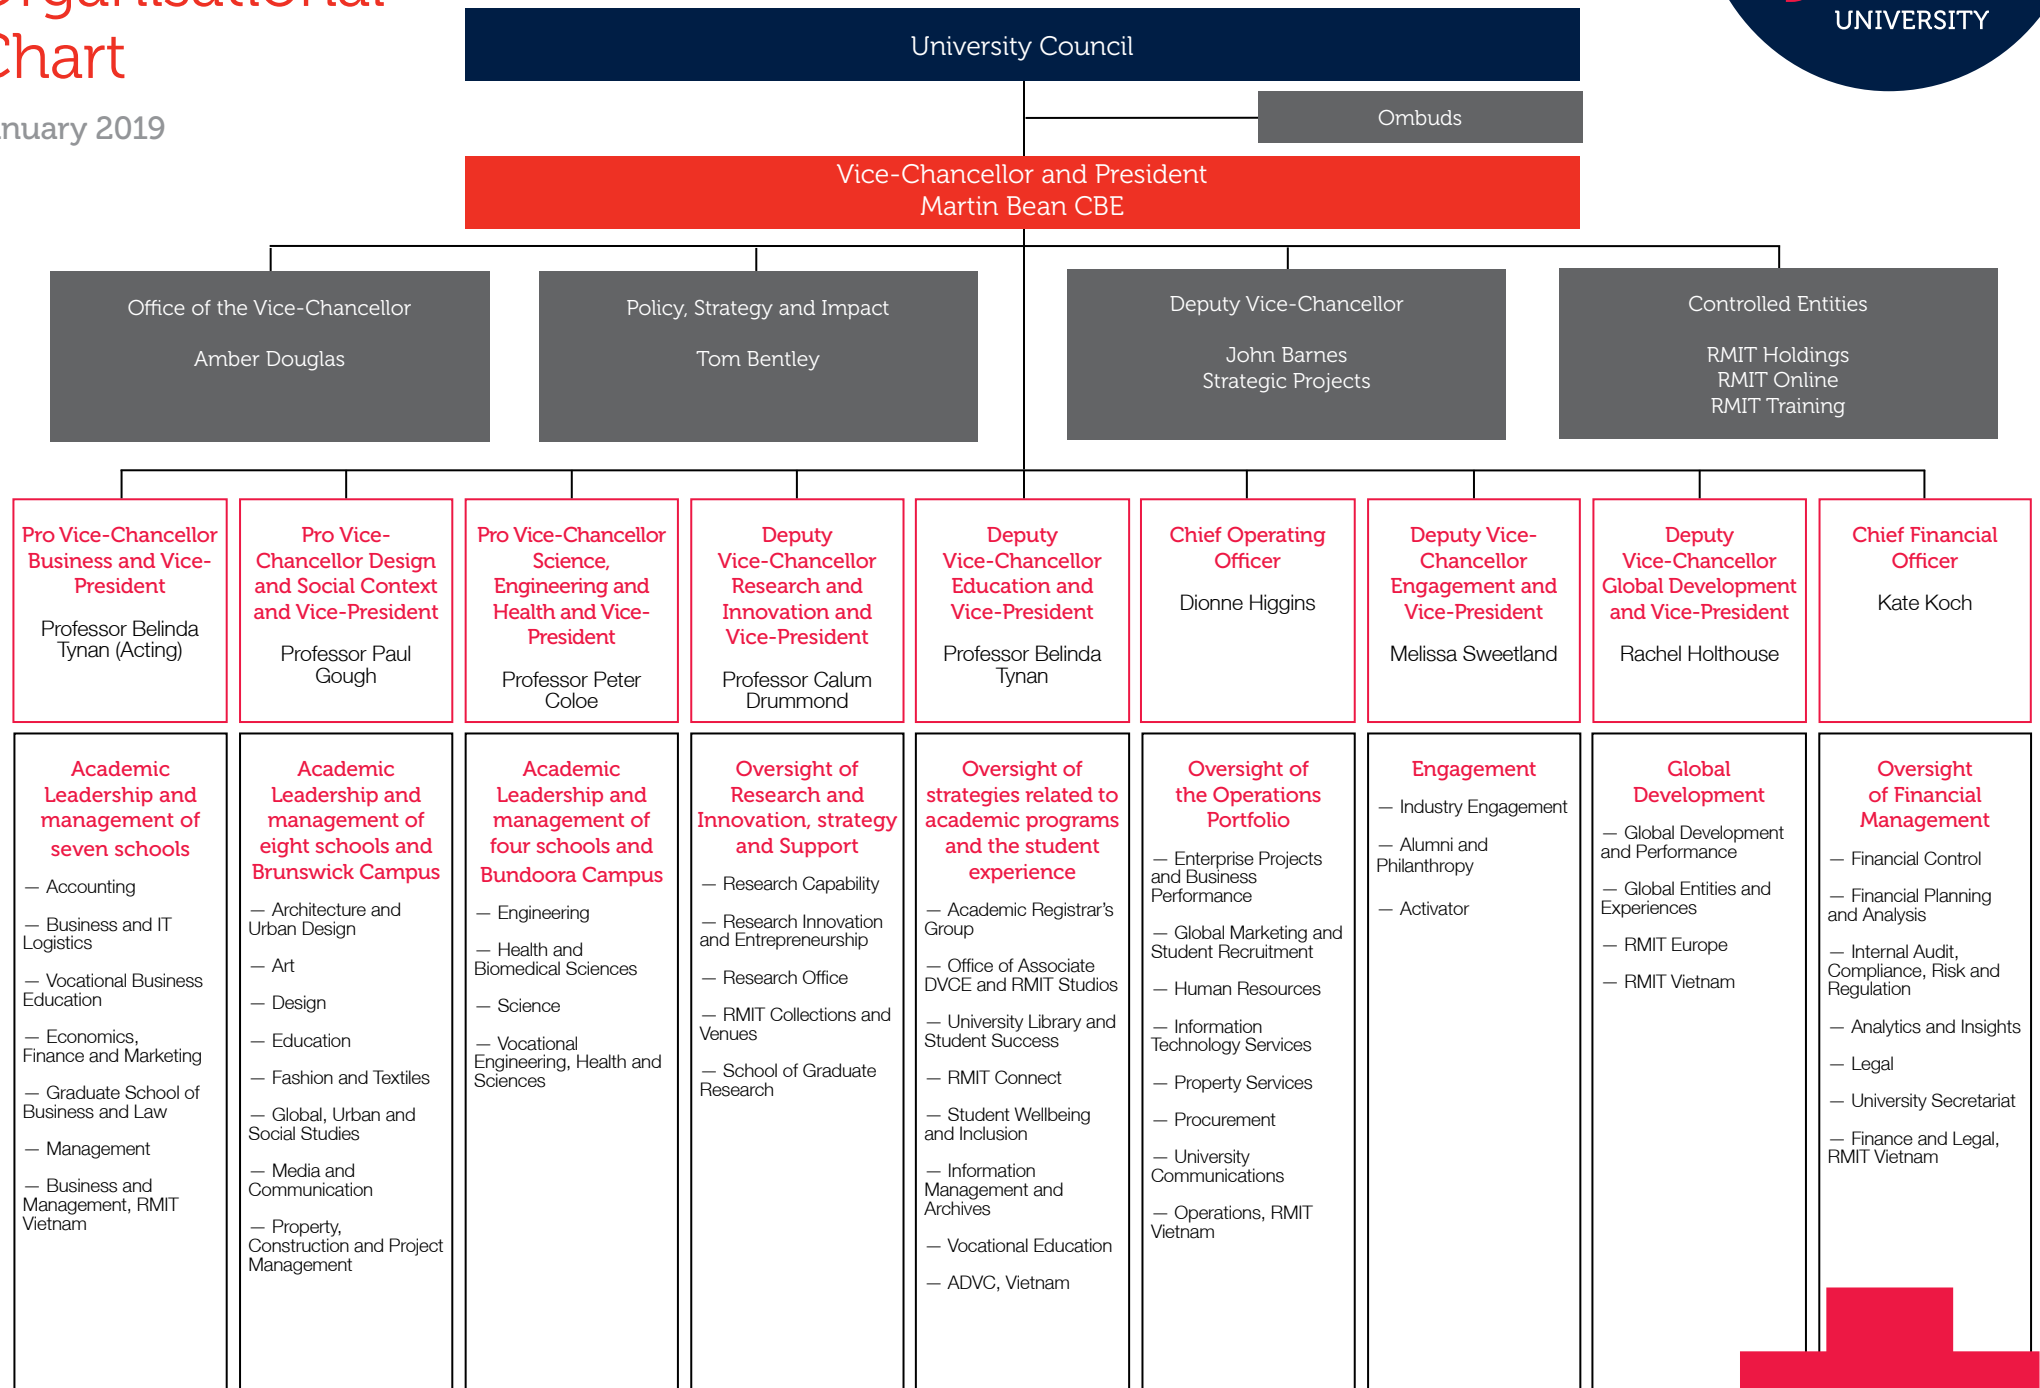 Chart
2019
UNIVERSITY
University Council
Ombuds
Vice-Chancellor and President
Martin Bean CBE
Office of the Vice-Chancellor
Amber Douglas
Policy, Strategy and Impact
Tom Bentley
Deputy Vice-Chancellor
John Barnes
Strategic Projects
Controlled Entities
RMIT Holdings
RMIT Online
RMIT Training
Pro Vice-Chancellor
Business and Vice-
President
Professor Belinda
Tynan (Acting)
Pro Vice-
Chancellor Design
and Social Context
and Vice-President
Professor Paul
Gough
Pro Vice-Chancellor
Science,
Engineering and
Health and Vice-
President
Professor Peter
Coloe
Deputy
Vice-Chancellor
Research and
Innovation and
Vice-President
Professor Calum
Drummond
Deputy
Vice-Chancellor
Education and
Vice-President
Professor Belinda
Tynan
Chief Operating
Officer
Dionne Higgins
Deputy Vice-
Chancellor
Engagement and
Vice-President
Melissa Sweetland
Deputy
Vice-Chancellor
Global Development
and Vice-President
Rachel Holthouse
Chief Financial
Officer
Kate Koch
Academic
Leadership and
management of
seven schools
— Accounting
— Business and IT
Logistics
— Vocational Business
Education
— Economics,
Finance and Marketing
— Graduate School of
Business and Law
— Management
— Business and
Management, RMIT
Vietnam
Academic
Leadership and
management of
eight schools and
Brunswick Campus
— Architecture and
Urban Design
— Art
— Design
— Education
— Fashion and Textiles
— Global, Urban and
Social Studies
— Media and
Communication
— Property,
Construction and Project
Management
Academic
Leadership and
management of
four schools and
Bundoora Campus
— Engineering
— Health and
Biomedical Sciences
— Science
— Vocational
Engineering, Health and
Sciences
Oversight of
Research and
Innovation, strategy
and Support
— Research Capability
— Research Innovation
and Entrepreneurship
— Research Office
— RMIT Collections and
Venues
— School of Graduate
Research
Oversight of
strategies related to
academic programs
and the student
experience
— Academic Registrar's
Group
— Office of Associate
DVCE and RMIT Studios
— University Library and
Student Success
— RMIT Connect
— Student Wellbeing
and Inclusion
— Information
Management and
Archives
— Vocational Education
— ADVC, Vietnam
Oversight of
the Operations
Portfolio
— Enterprise Projects
and Business
Performance
— Global Marketing and
Student Recruitment
— Human Resources
— Information
Technology Services
— Property Services
— Procurement
— University
Communications
— Operations, RMIT
Vietnam
Engagement
— Industry Engagement
— Alumni and
Philanthropy
— Activator
Global
Development
— Global Development
and Performance
— Global Entities and
Experiences
— RMIT Europe
— RMIT Vietnam
Oversight
of Financial
Management
— Financial Control
— Financial Planning
and Analysis
— Internal Audit,
Compliance, Risk and
Regulation
— Analytics and Insights
— Legal
— University Secretariat
— Finance and Legal,
RMIT Vietnam